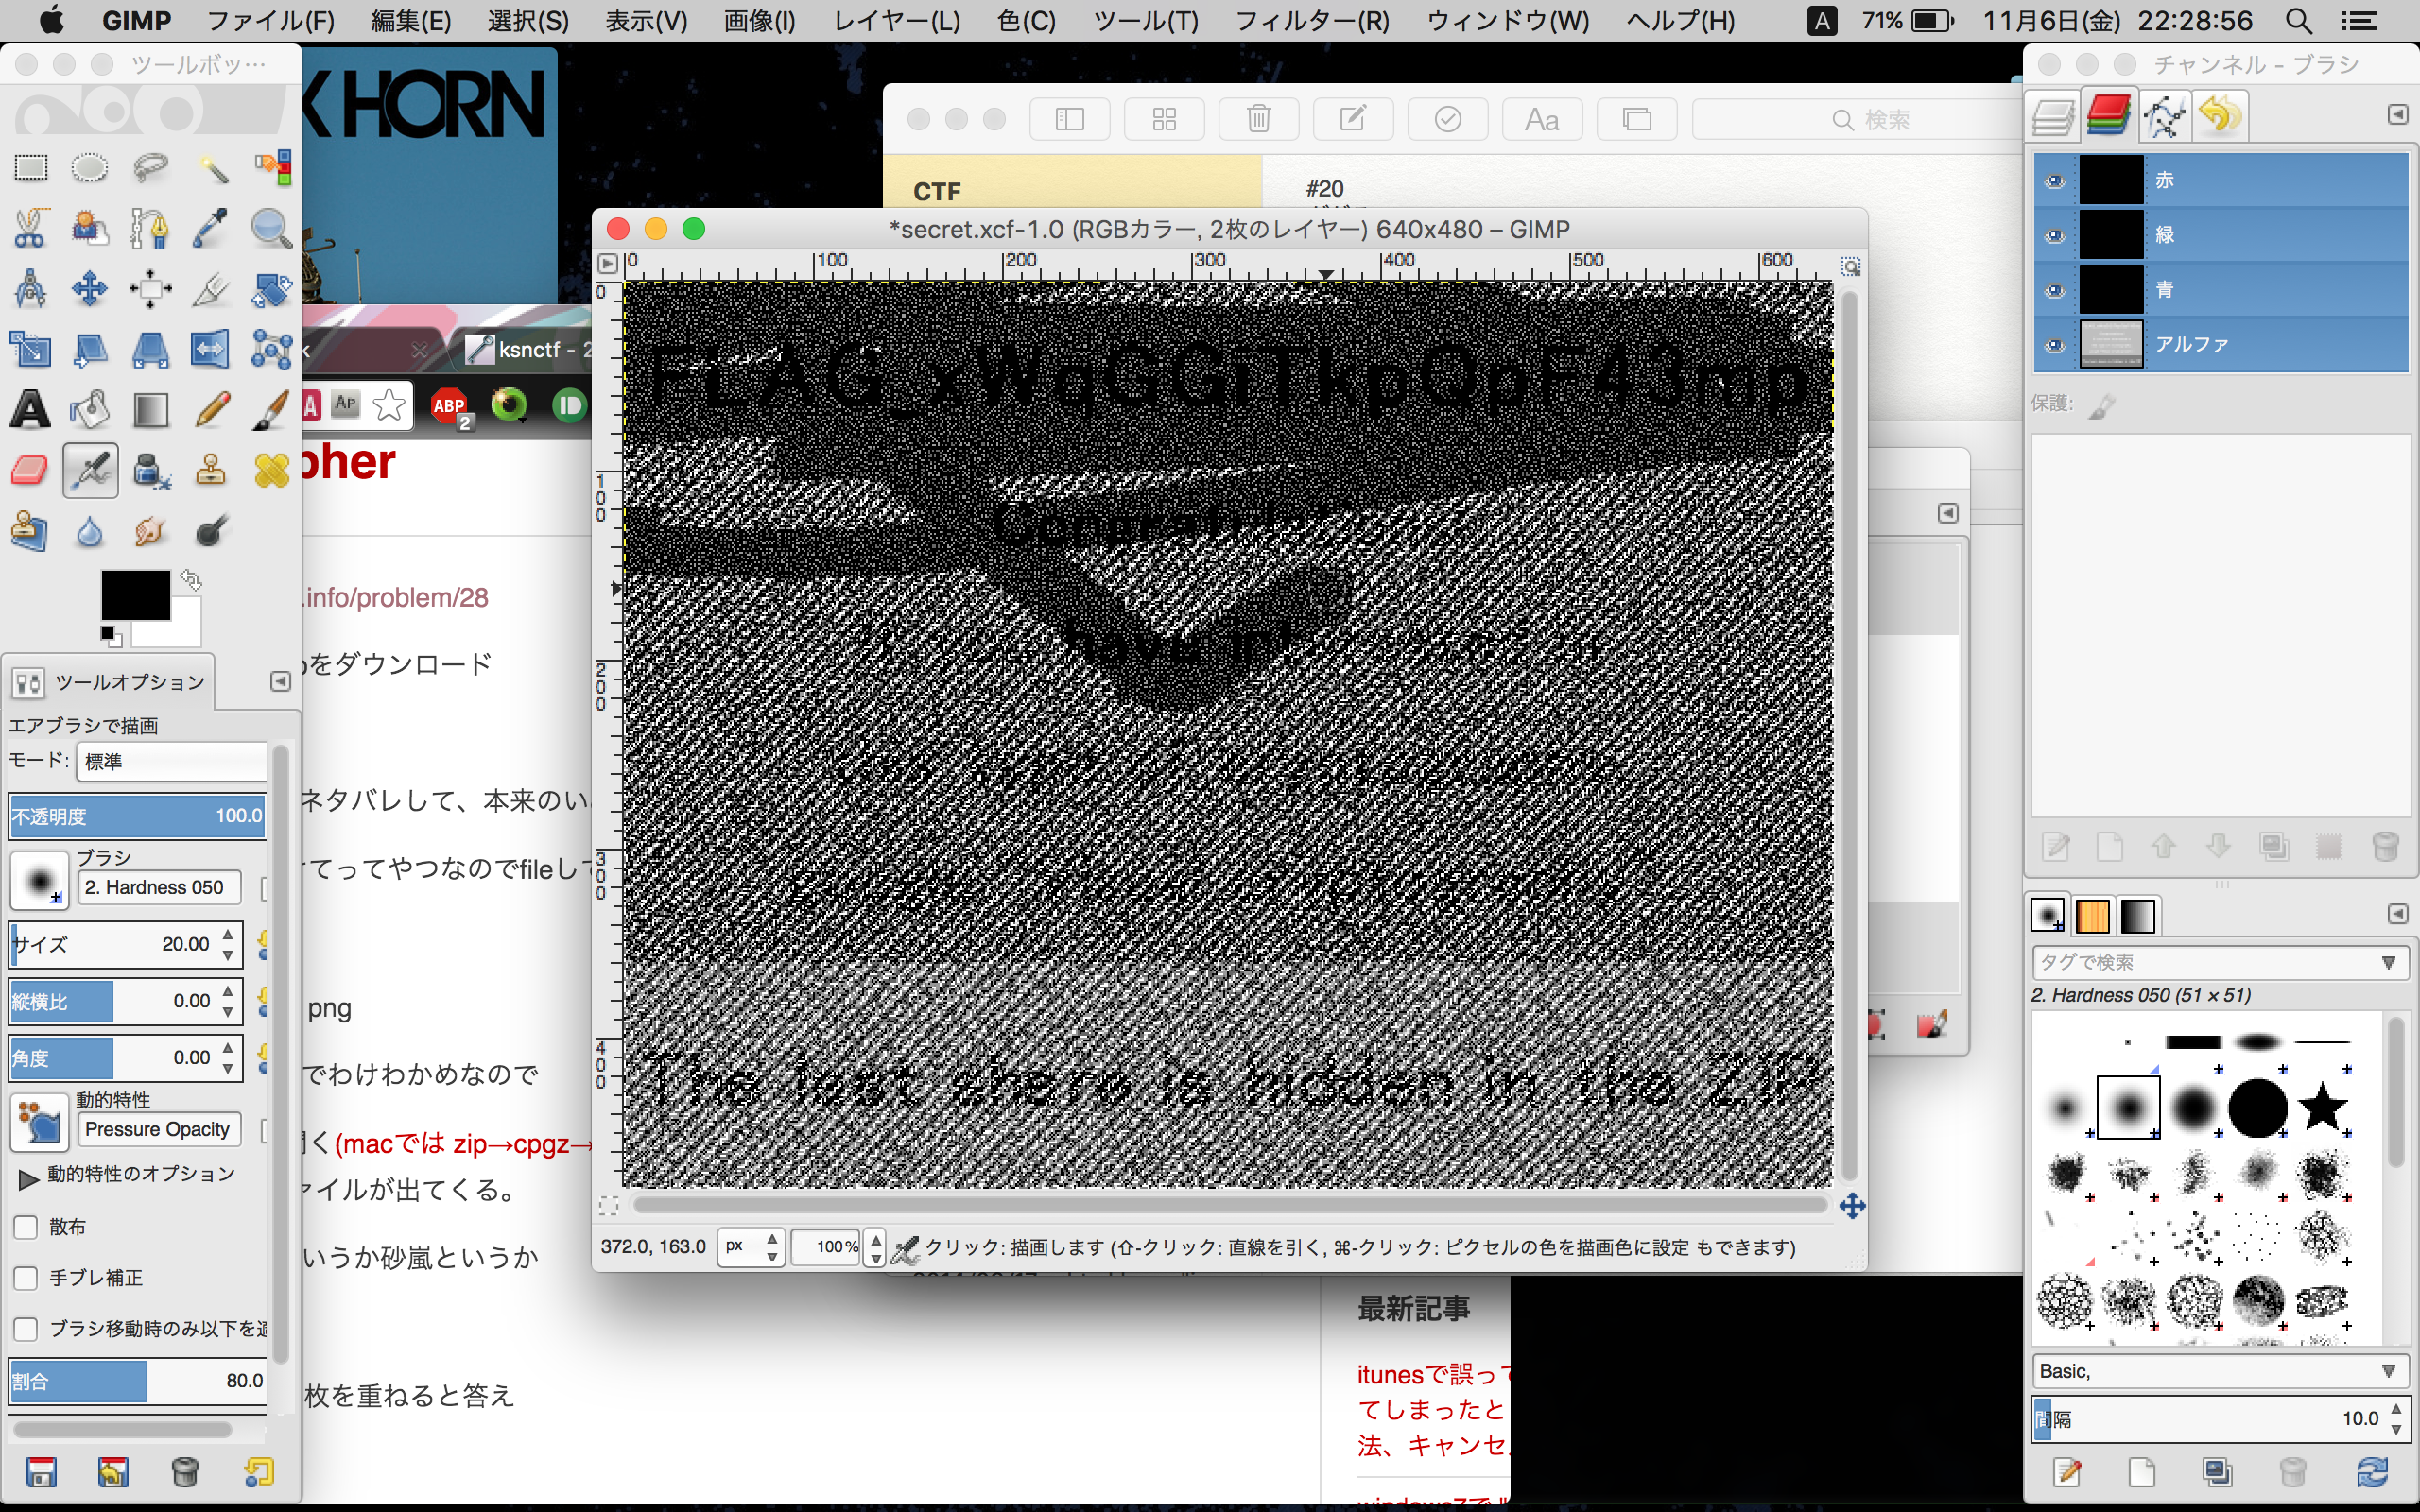 GIMP ファイル(F) 編集(E) 選択(S) 表示(V) 画像(I) レイヤー(L) 色(C) ツール(T) フィルター(R) ウィンドウ(W) ヘルプ(H) A 71% 11月6日(金) 22:28:56
ツールボッ…
HORN
検索
CTF
#20
*secret.xcf-1.0 (RGBカラー, 2枚のレイヤー) 640x480 – GIMP
0 100 200 300 400 500 600
0
100
200
300
400
FLAG_xWqGGiTkpQpF43mp
have
The last share is hidden in the ZIP
372.0, 163.0 px 100% クリック: 描画します (⇧-クリック: 直線を引く, ⌘-クリック: ピクセルの色を描画色に設定 もできます)
ksnctf - 2
A AP ABP 2
pher
.info/problem/28
をダウンロード
ネタバレして、本来のい
てってやつなのでfileして
png
でわけわかめなので
く(macでは zip→cpgz→
ァイルが出てくる。
いうか砂嵐というか
枚を重ねると答え
最新記事
itunesで誤って
てしまったと
法、キャンセ
ツールオプション
エアブラシで描画
モード: 標準
不透明度 100.0
ブラシ
2. Hardness 050
サイズ 20.00
縦横比 0.00
角度 0.00
動的特性
Pressure Opacity
動的特性のオプション
散布
手ブレ補正
ブラシ移動時のみ以下を
割合 80.0
チャンネル - ブラシ
赤
緑
青
アルファ
保護:
タグで検索
2. Hardness 050 (51 × 51)
Basic,
間隔 10.0